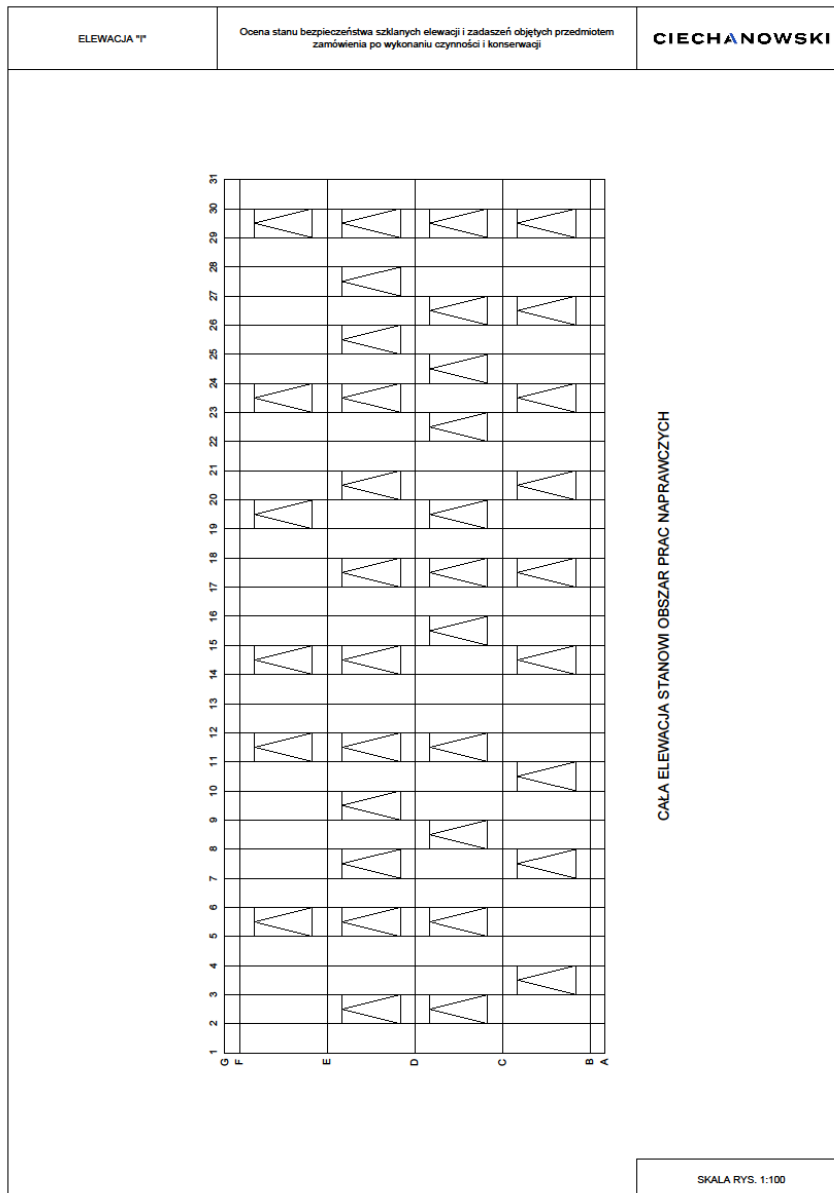 ELEWACJA "I"
Ocena stanu bezpieczeństwa szklanych elewacji i zadaszeń objętych przedmiotem
zamówienia po wykonaniu czynności i konserwacji
CIECHANOWSKI
31
30
29
28
27
26
25
24
23
22
21
20
19
18
17
16
15
14
13
12
11
10
9
8
7
6
5
4
3
2
1
G
F
E
D
C
B
A
CAŁA ELEWACJA STANOWI OBSZAR PRAC NAPRAWCZYCH
SKALA RYS. 1:100